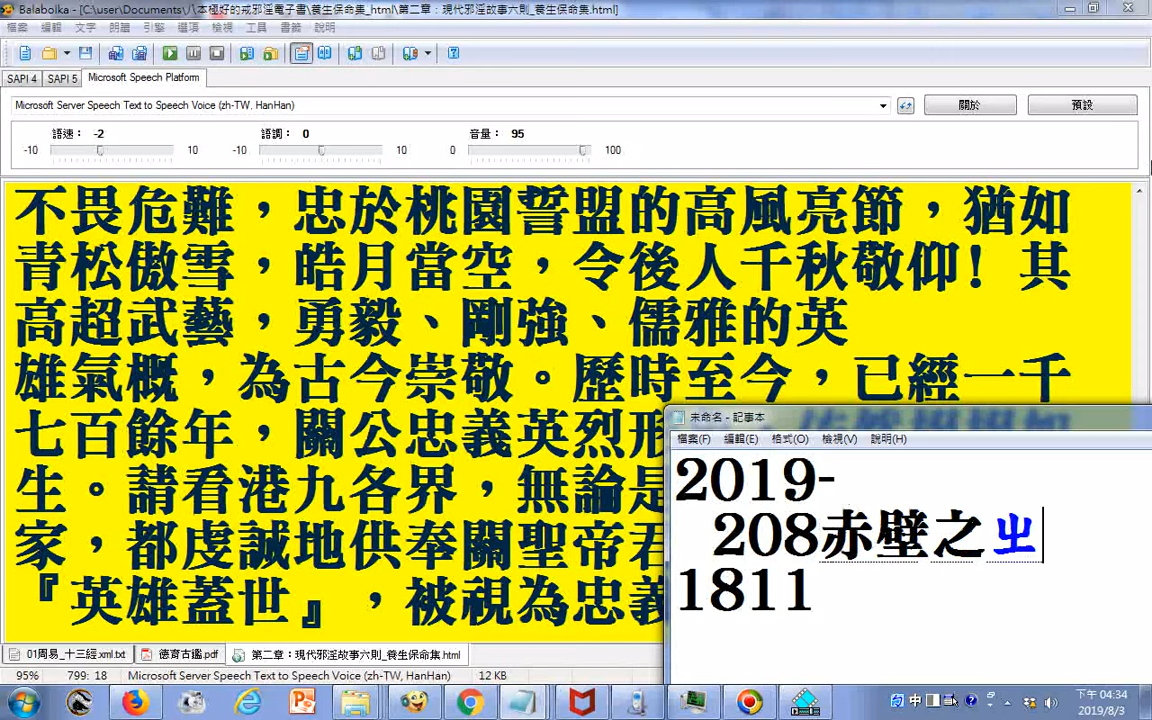 Balabolka - [C:\user\Documents\八本極好的戒邪淫電子書\養生保命集_html\第二章：現代邪淫故事六則_養生保命集.html]
檔案 編輯 文字 朗讀 引擎 選項 檢視 工具 書籤 說明
SAPI 4 SAPI 5 Microsoft Speech Platform
Microsoft Server Speech Text to Speech Voice (zh-TW, HanHan) 關於 預設
語速： -2 語調： 0 音量： 95
-10 10 -10 10 0 100
不畏危難，忠於桃園誓盟的高風亮節，猶如
青松傲雪，皓月當空，令後人千秋敬仰！其
高超武藝，勇毅、剛強、儒雅的英
雄氣概，為古今崇敬。歷時至今，已經一千
七百餘年，關公忠義英烈形
生。請看港九各界，無論是
家，都虔誠地供奉關聖帝君
『英雄蓋世』，被視為忠義
未命名 - 記事本
檔案(F) 編輯(E) 格式(O) 檢視(V) 說明(H)
2019-
208赤壁之ㄓ
1811
01周易_十三經.xml.txt 德育古鑑.pdf 第二章：現代邪淫故事六則_養生保命集.html
95% 799: 18 Microsoft Server Speech Text to Speech Voice (zh-TW, HanHan) 12 KB
中 下午 04:34
2019/8/3